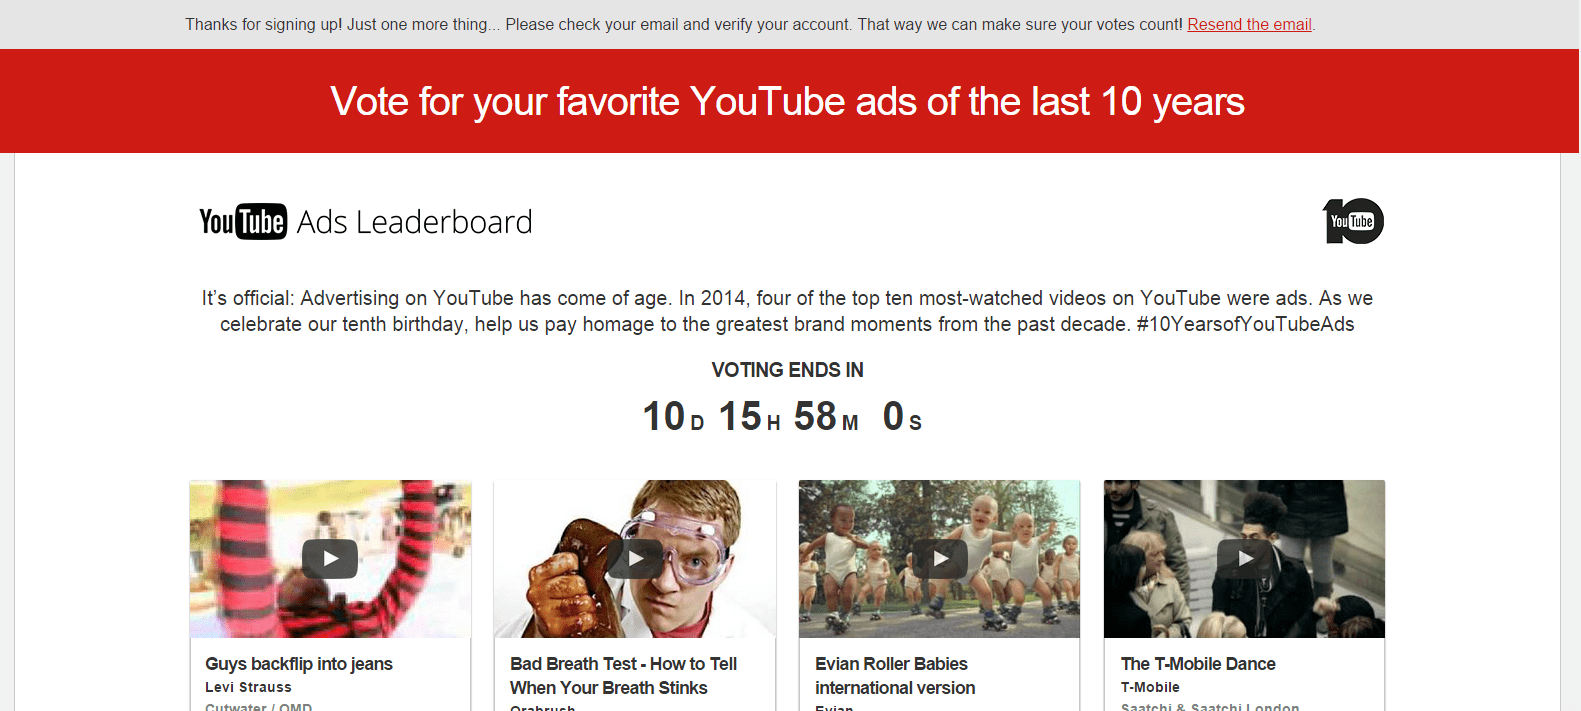 Thanks for signing up! Just one more thing... Please check your email and verify your account. That way we can make sure your votes count! Resend the email.
Vote for your favorite YouTube ads of the last 10 years
YouTube Ads Leaderboard
10 YouTube
It's official: Advertising on YouTube has come of age. In 2014, four of the top ten most-watched videos on YouTube were ads. As we
celebrate our tenth birthday, help us pay homage to the greatest brand moments from the past decade. #10YearsofYouTubeAds
VOTING ENDS IN
10 D 15 H 58 M 0 S
Guys backflip into jeans
Levi Strauss
Cutwater / OMD
Bad Breath Test - How to Tell
When Your Breath Stinks
Orabrush
Evian Roller Babies
international version
Evian
The T-Mobile Dance
T-Mobile
Saatchi & Saatchi London